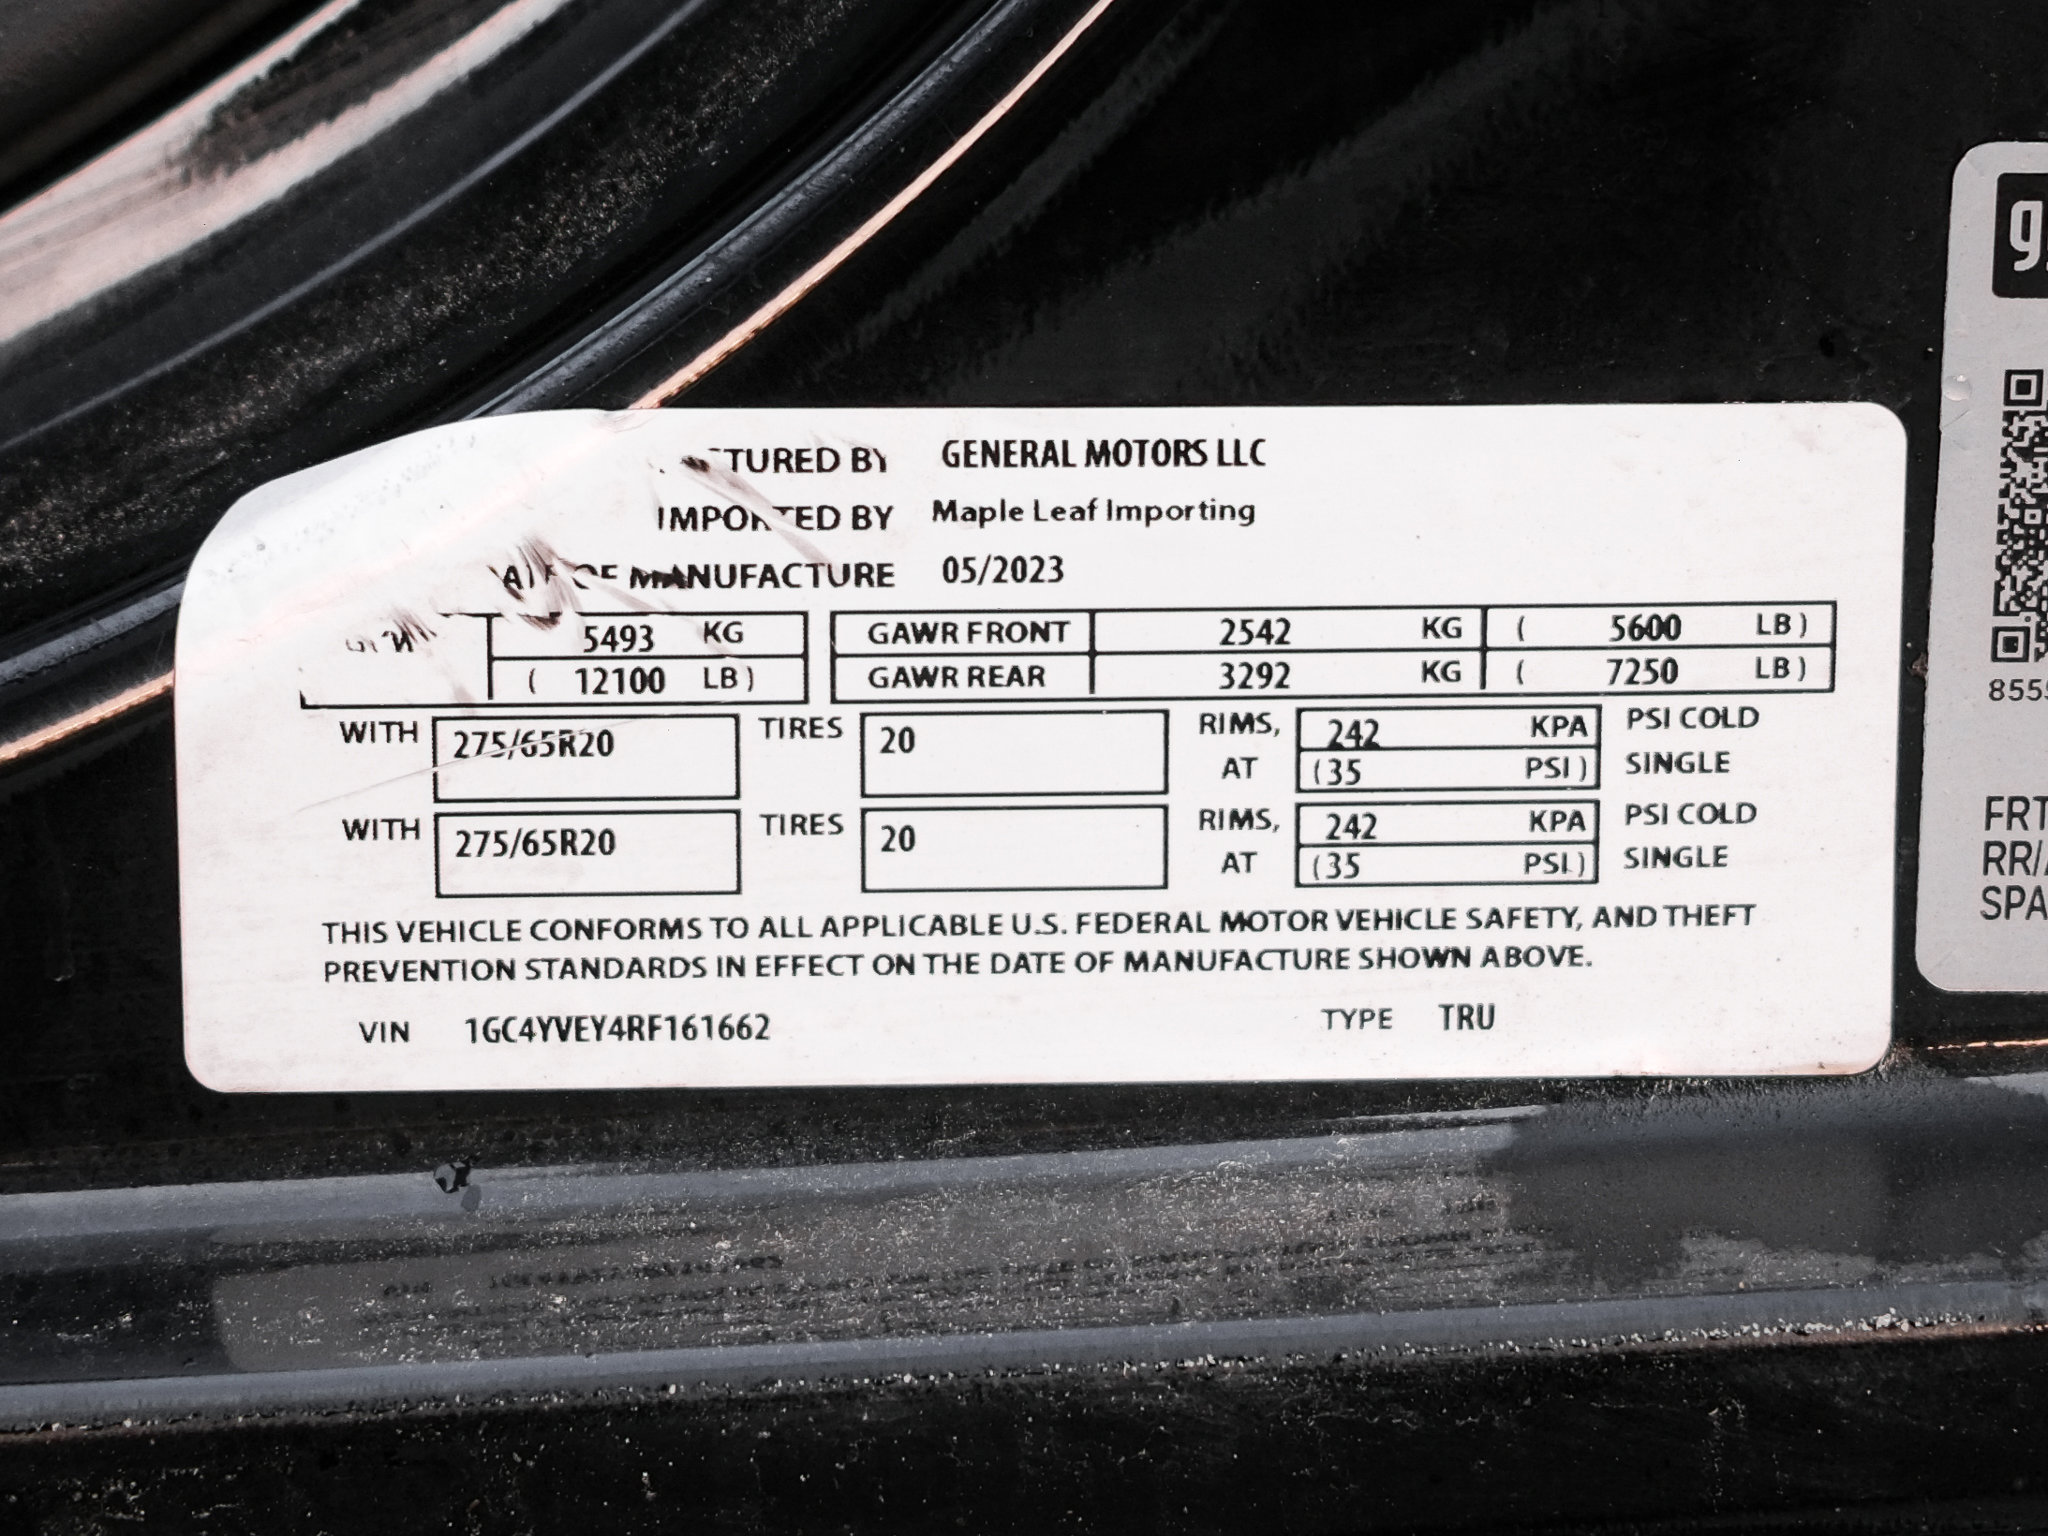 TURED BY GENERAL MOTORS LLC
IMPORTED BY Maple Leaf Importing
OF MANUFACTURE 05/2023
5493 KG GAWR FRONT 2542 KG ( 5600 LB )
( 12100 LB ) GAWR REAR 3292 KG ( 7250 LB )
WITH 275/65R20 TIRES 20 RIMS, 242 KPA PSI COLD
AT (35 PSI ) SINGLE
WITH 275/65R20 TIRES 20 RIMS, 242 KPA PSI COLD
AT (35 PSI ) SINGLE
THIS VEHICLE CONFORMS TO ALL APPLICABLE U.S. FEDERAL MOTOR VEHICLE SAFETY, AND THEFT
PREVENTION STANDARDS IN EFFECT ON THE DATE OF MANUFACTURE SHOWN ABOVE.
VIN 1GC4YVEY4RF161662 TYPE TRU
g
855
FRT
RR/
SPA